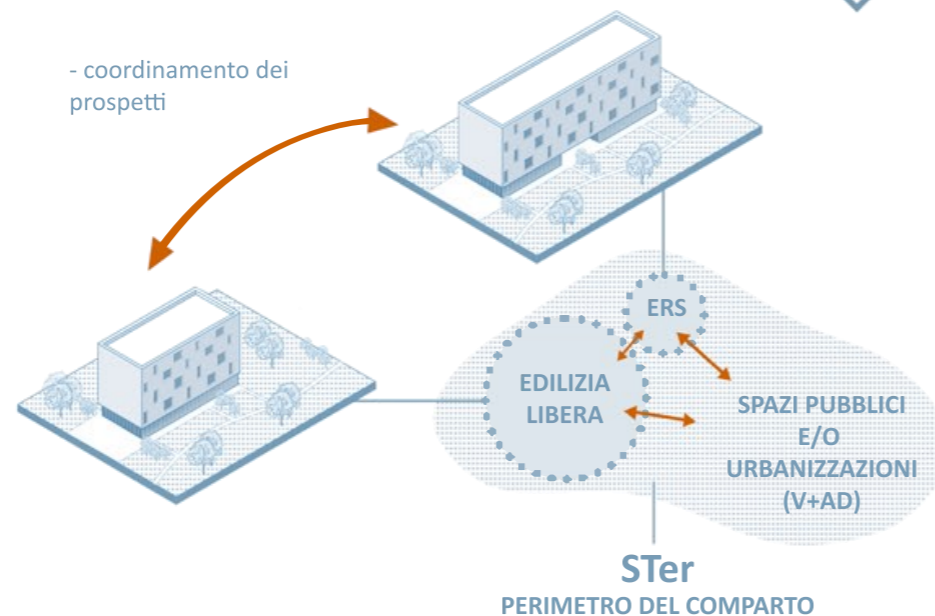 - coordinamento dei
prospetti
ERS
EDILIZIA
LIBERA
SPAZI PUBBLICI
E/O
URBANIZZAZIONI
(V+AD)
STer
PERIMETRO DEL COMPARTO